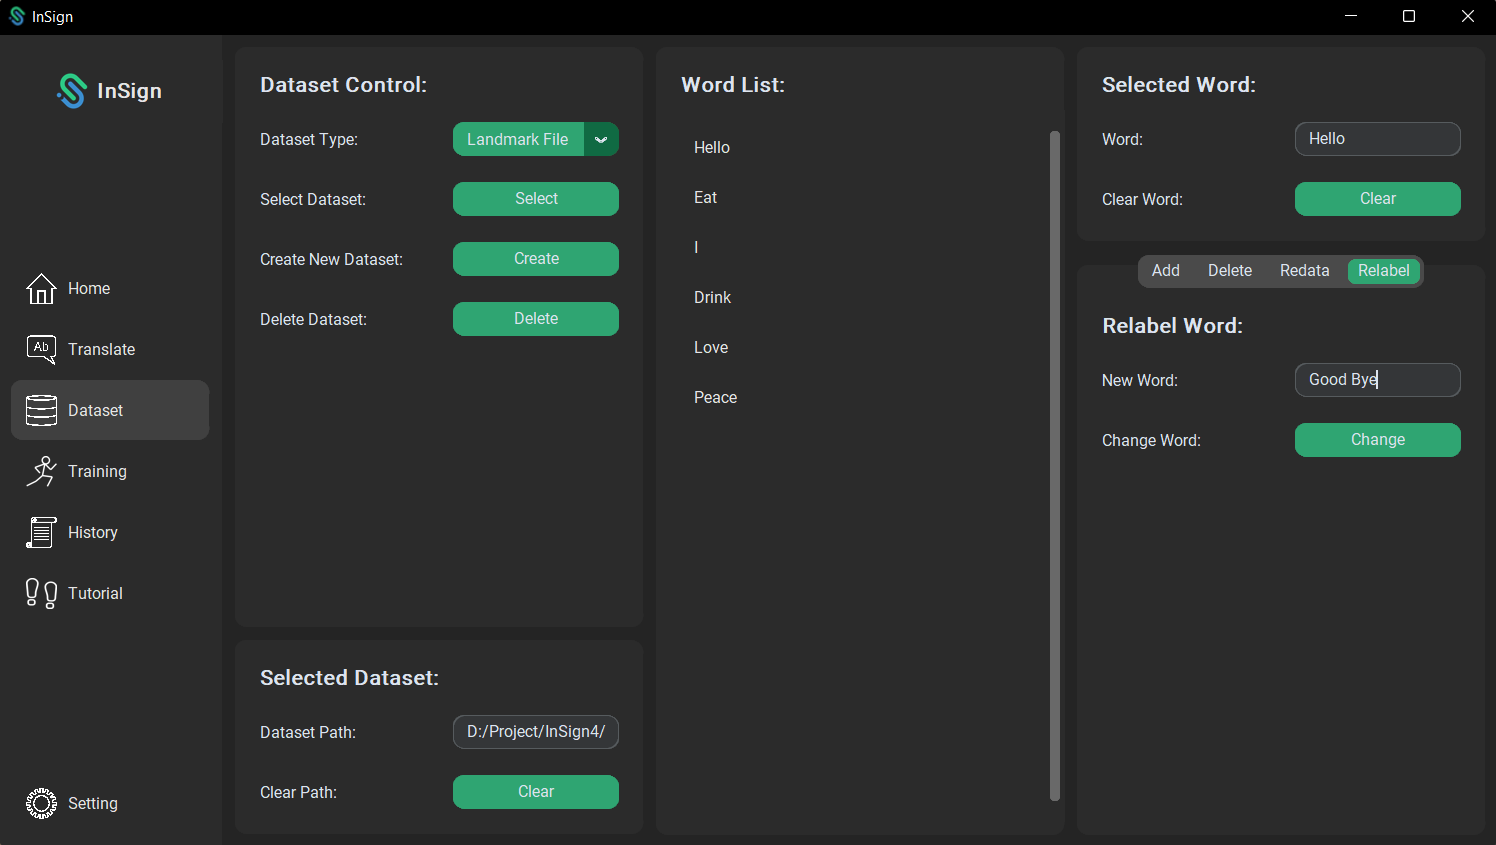 InSign
InSign
Home
Ab
Translate
Dataset
Training
History
Tutorial
Setting
Dataset Control:
Dataset Type:
Landmark File
Select Dataset:
Select
Create New Dataset:
Create
Delete Dataset:
Delete
Selected Dataset:
Dataset Path:
D:/Project/InSign4/
Clear Path:
Clear
Word List:
Hello
Eat
I
Drink
Love
Peace
Selected Word:
Word:
Hello
Clear Word:
Clear
Add Delete Redata Relabel
Relabel Word:
New Word:
Good Bye
Change Word:
Change